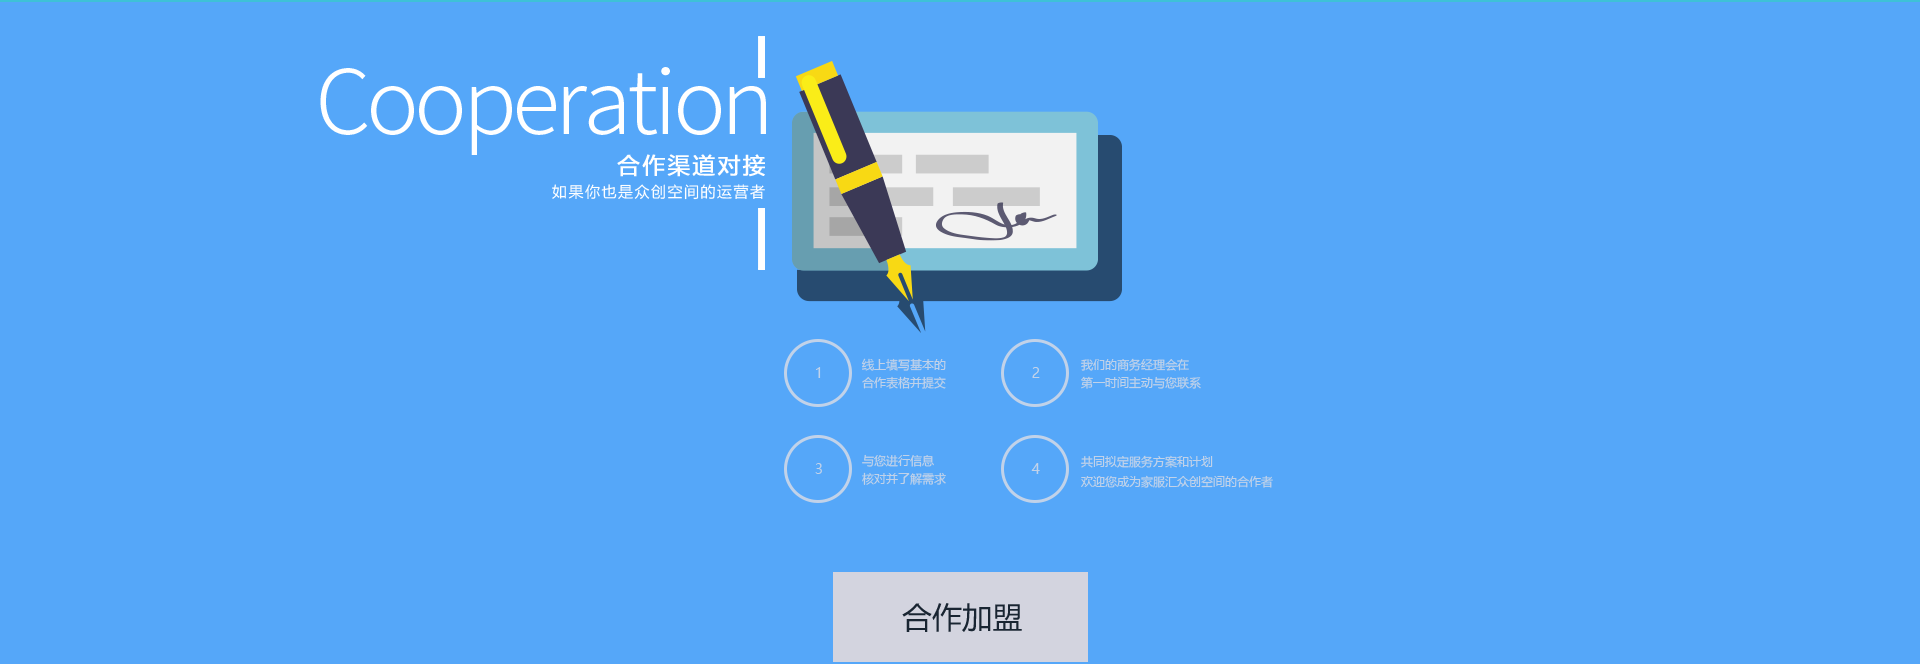 Cooperation
合作渠道对接
如果你也是众创空间的运营者
1
线上填写基本的
合作表格并提交
2
我们的商务经理会在
第一时间主动与您联系
3
与您进行信息
核对并了解需求
4
共同拟定服务方案和计划
欢迎您成为家服汇众创空间的合作者
合作加盟